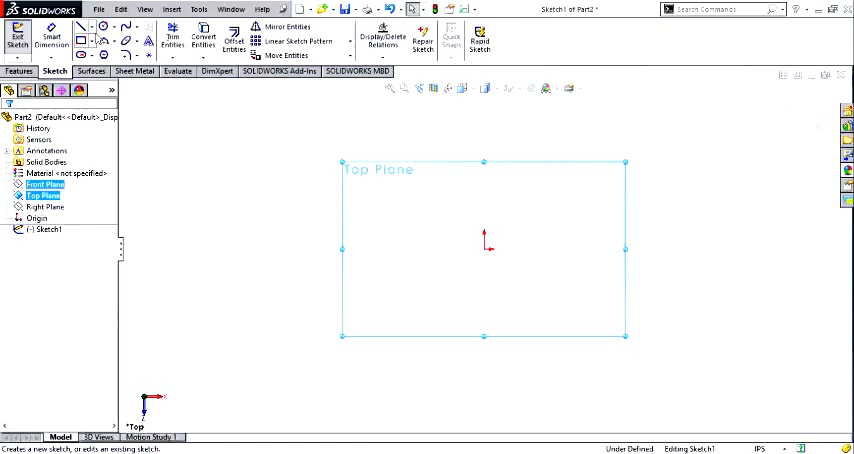 SOLIDWORKS File Edit View Insert Tools Window Help Sketch1 of Part2 * Search Commands
Exit Sketch Smart Dimension Trim Entities Convert Entities Offset Entities Mirror Entities Linear Sketch Pattern Move Entities Display/Delete Relations Repair Sketch Quick Snaps Rapid Sketch
Features Sketch Surfaces Sheet Metal Evaluate DimXpert SOLIDWORKS Add-Ins SOLIDWORKS MBD
Part2 (Default<<Default>_Disp
History
Sensors
Annotations
Solid Bodies
Material <not specified>
Front Plane
Top Plane
Right Plane
Origin
(-) Sketch1
Top Plane
X
Z
*Top
Model 3D Views Motion Study 1
Creates a new sketch, or edits an existing sketch. Under Defined Editing Sketch1 IPS